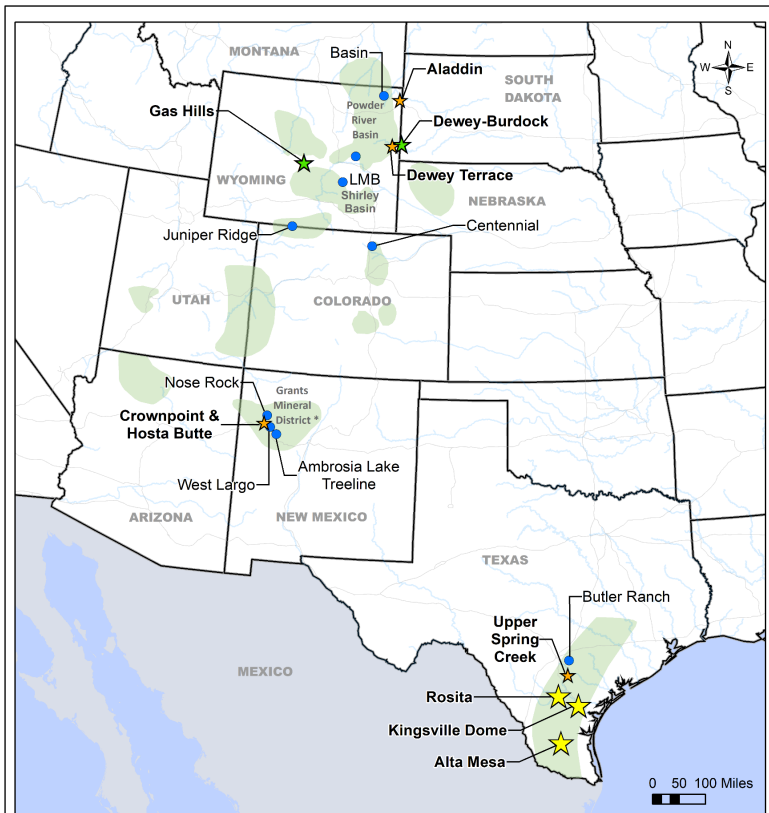 MONTANA
Basin
N
W
E
S
Aladdin
SOUTH
DAKOTA
Gas Hills
Powder
River
Basin
Dewey-Burdock
Dewey Terrace
WYOMING
LMB
Shirley
Basin
NEBRASKA
Juniper Ridge
Centennial
UTAH
COLORADO
Nose Rock
Grants
Mineral
District *
Crownpoint &
Hosta Butte
Ambrosia Lake
Treeline
West Largo
ARIZONA
NEW MEXICO
TEXAS
Butler Ranch
Upper
Spring
Creek
MEXICO
Rosita
Kingsville Dome
Alta Mesa
0 50 100 Miles